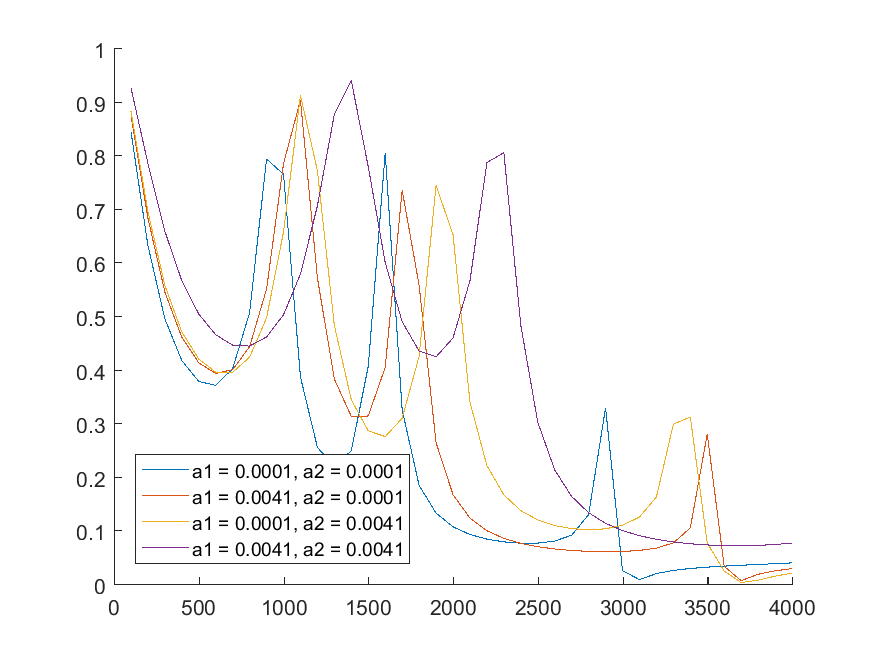 1
0.9
0.8
0.7
0.6
0.5
0.4
0.3
0.2
0.1
0
a1 = 0.0001, a2 = 0.0001
a1 = 0.0041, a2 = 0.0001
a1 = 0.0001, a2 = 0.0041
a1 = 0.0041, a2 = 0.0041
0 500 1000 1500 2000 2500 3000 3500 4000